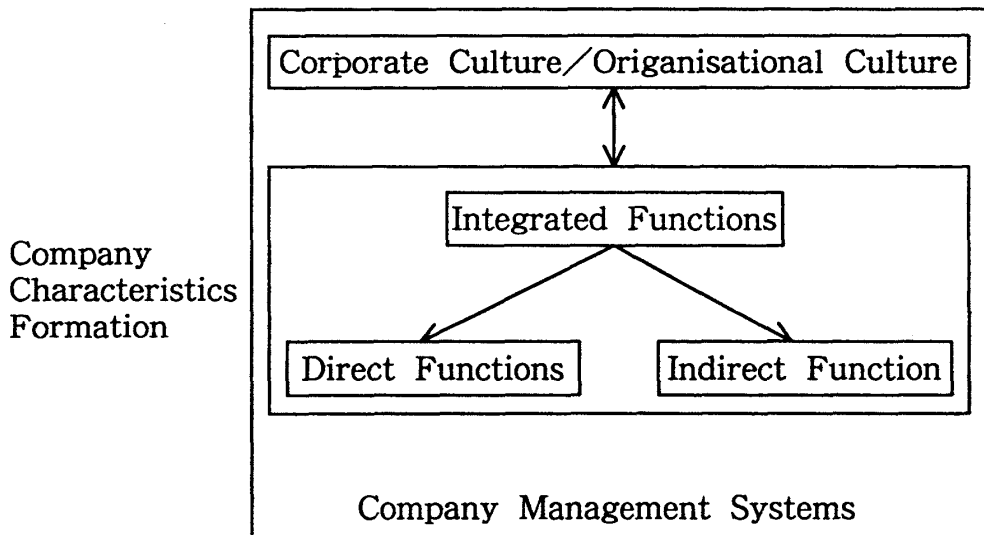 Corporate Culture／Origanisational Culture
Integrated Functions
Company
Characteristics
Formation
Direct Functions
Indirect Function
Company Management Systems